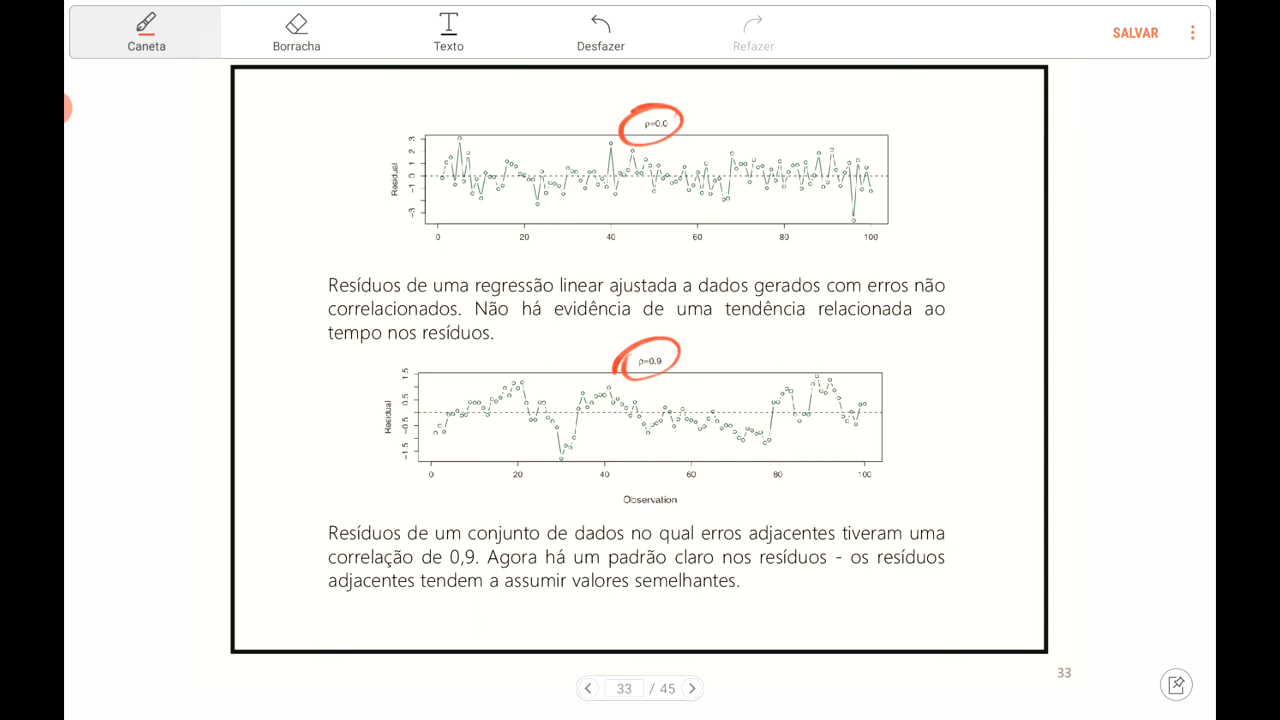 Caneta
Borracha
Texto
Desfazer
Refazer
SALVAR
ρ=0.0
Residual
3
2
1
0
−1
−3
0 20 40 60 80 100
Resíduos de uma regressão linear ajustada a dados gerados com erros não
correlacionados. Não há evidência de uma tendência relacionada ao
tempo nos resíduos.
ρ=0.9
Residual
1.5
0.5
−0.5
−1.5
0 20 40 60 80 100
Observation
Resíduos de um conjunto de dados no qual erros adjacentes tiveram uma
correlação de 0,9. Agora há um padrão claro nos resíduos - os resíduos
adjacentes tendem a assumir valores semelhantes.
33
33 / 45